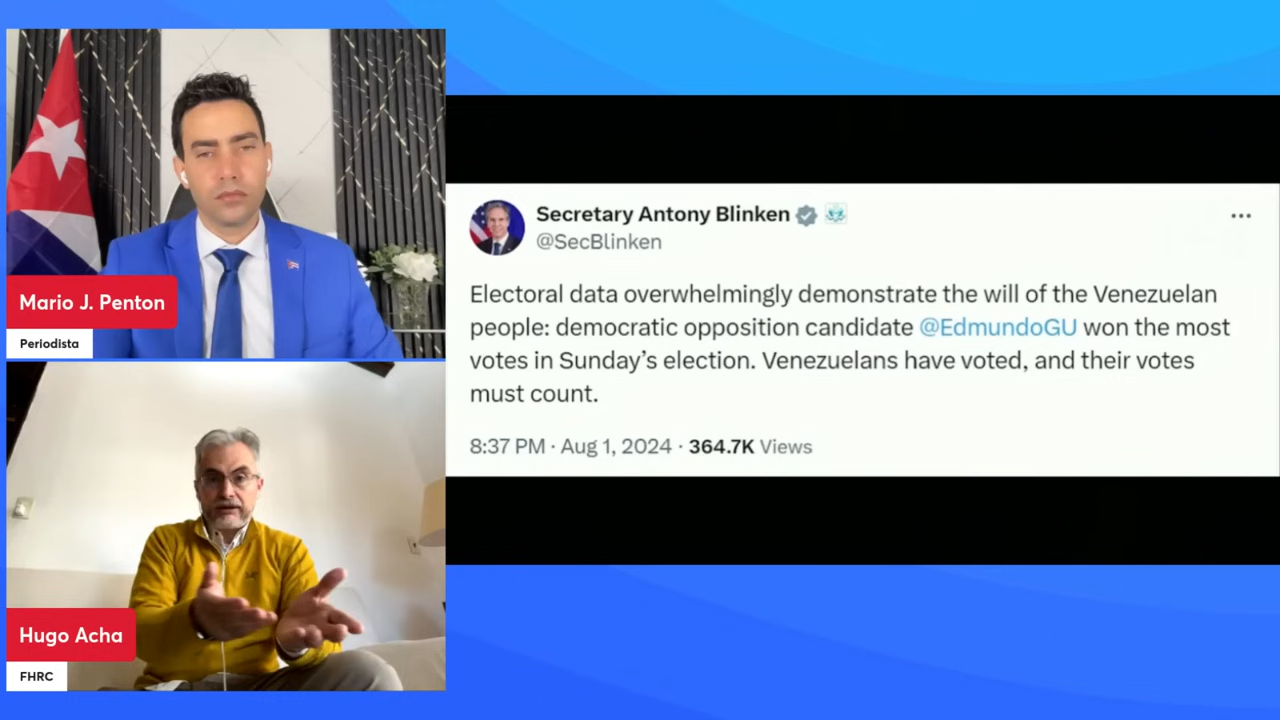 Mario J. Penton
Periodista
Hugo Acha
FHRC
Secretary Antony Blinken
@SecBlinken
Electoral data overwhelmingly demonstrate the will of the Venezuelan
people: democratic opposition candidate @EdmundoGU won the most
votes in Sunday’s election. Venezuelans have voted, and their votes
must count.
8:37 PM · Aug 1, 2024 · 364.7K Views